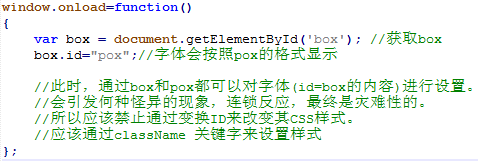 window.onload=function()
{
    var box = document.getElementById('box'); //获取box
    box.id="pox";//字体会按照pox的格式显示

    //此时，通过box和pox都可以对字体(id=box的内容)进行设置。
    //会引发何种怪异的现象，连锁反应，最终是灾难性的。
    //所以应该禁止通过变换ID来改变其CSS样式。
    //应该通过className 关键字来设置样式
};